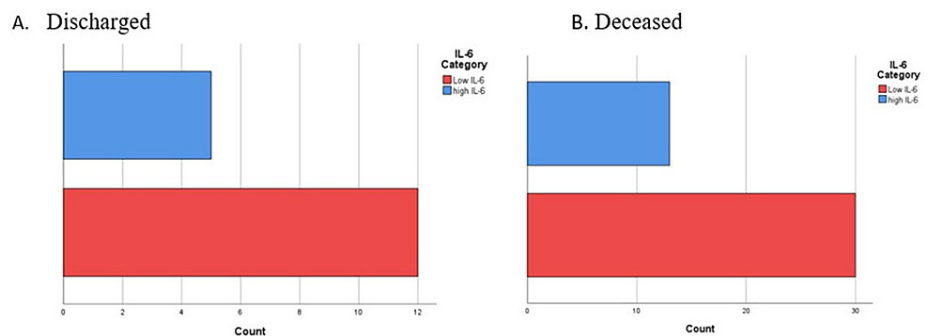 A. Discharged
IL-6
Category
Low IL-6
high IL-6
0 2 4 6 8 10 12
Count
B. Deceased
IL-6
Category
Low IL-6
high IL-6
0 10 20 30
Count